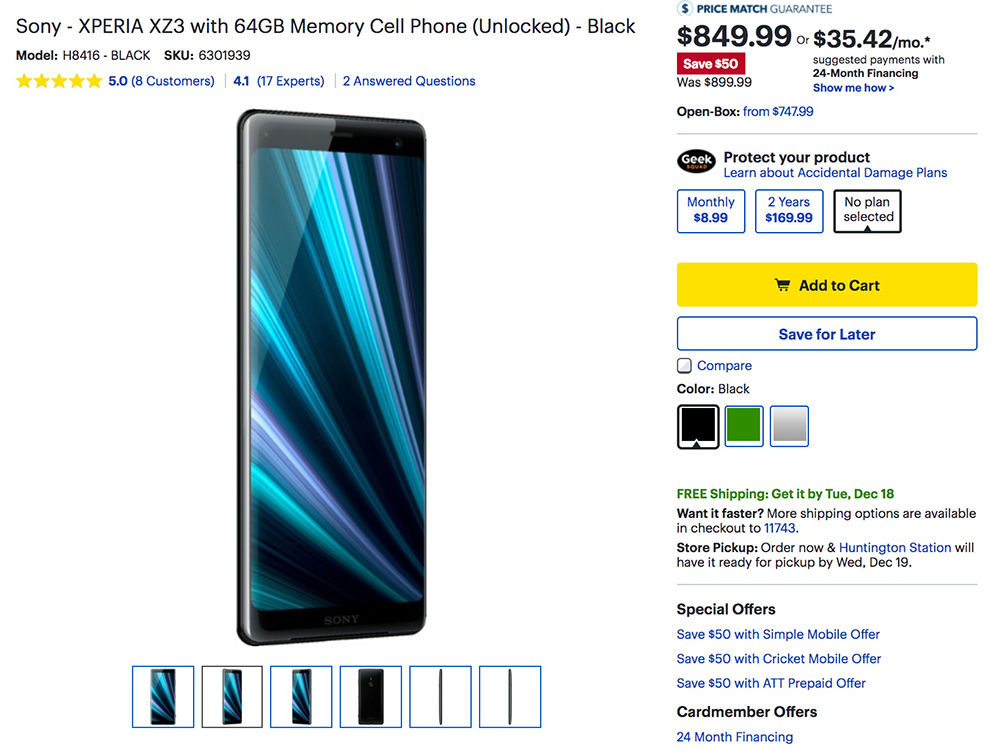 Sony - XPERIA XZ3 with 64GB Memory Cell Phone (Unlocked) - Black
Model: H8416 - BLACK SKU: 6301939
5.0 (8 Customers) 4.1 (17 Experts) 2 Answered Questions
SONY
$ PRICE MATCH GUARANTEE
$849.99 Or $35.42/mo.*
Save $50
Was $899.99
suggested payments with
24-Month Financing
Show me how >
Open-Box: from $747.99
Geek
SQUAD
Protect your product
Learn about Accidental Damage Plans
Monthly
$8.99
2 Years
$169.99
No plan
selected
Add to Cart
Save for Later
Compare
Color: Black
FREE Shipping: Get it by Tue, Dec 18
Want it faster? More shipping options are available
in checkout to 11743.
Store Pickup: Order now & Huntington Station will
have it ready for pickup by Wed, Dec 19.
Special Offers
Save $50 with Simple Mobile Offer
Save $50 with Cricket Mobile Offer
Save $50 with ATT Prepaid Offer
Cardmember Offers
24 Month Financing